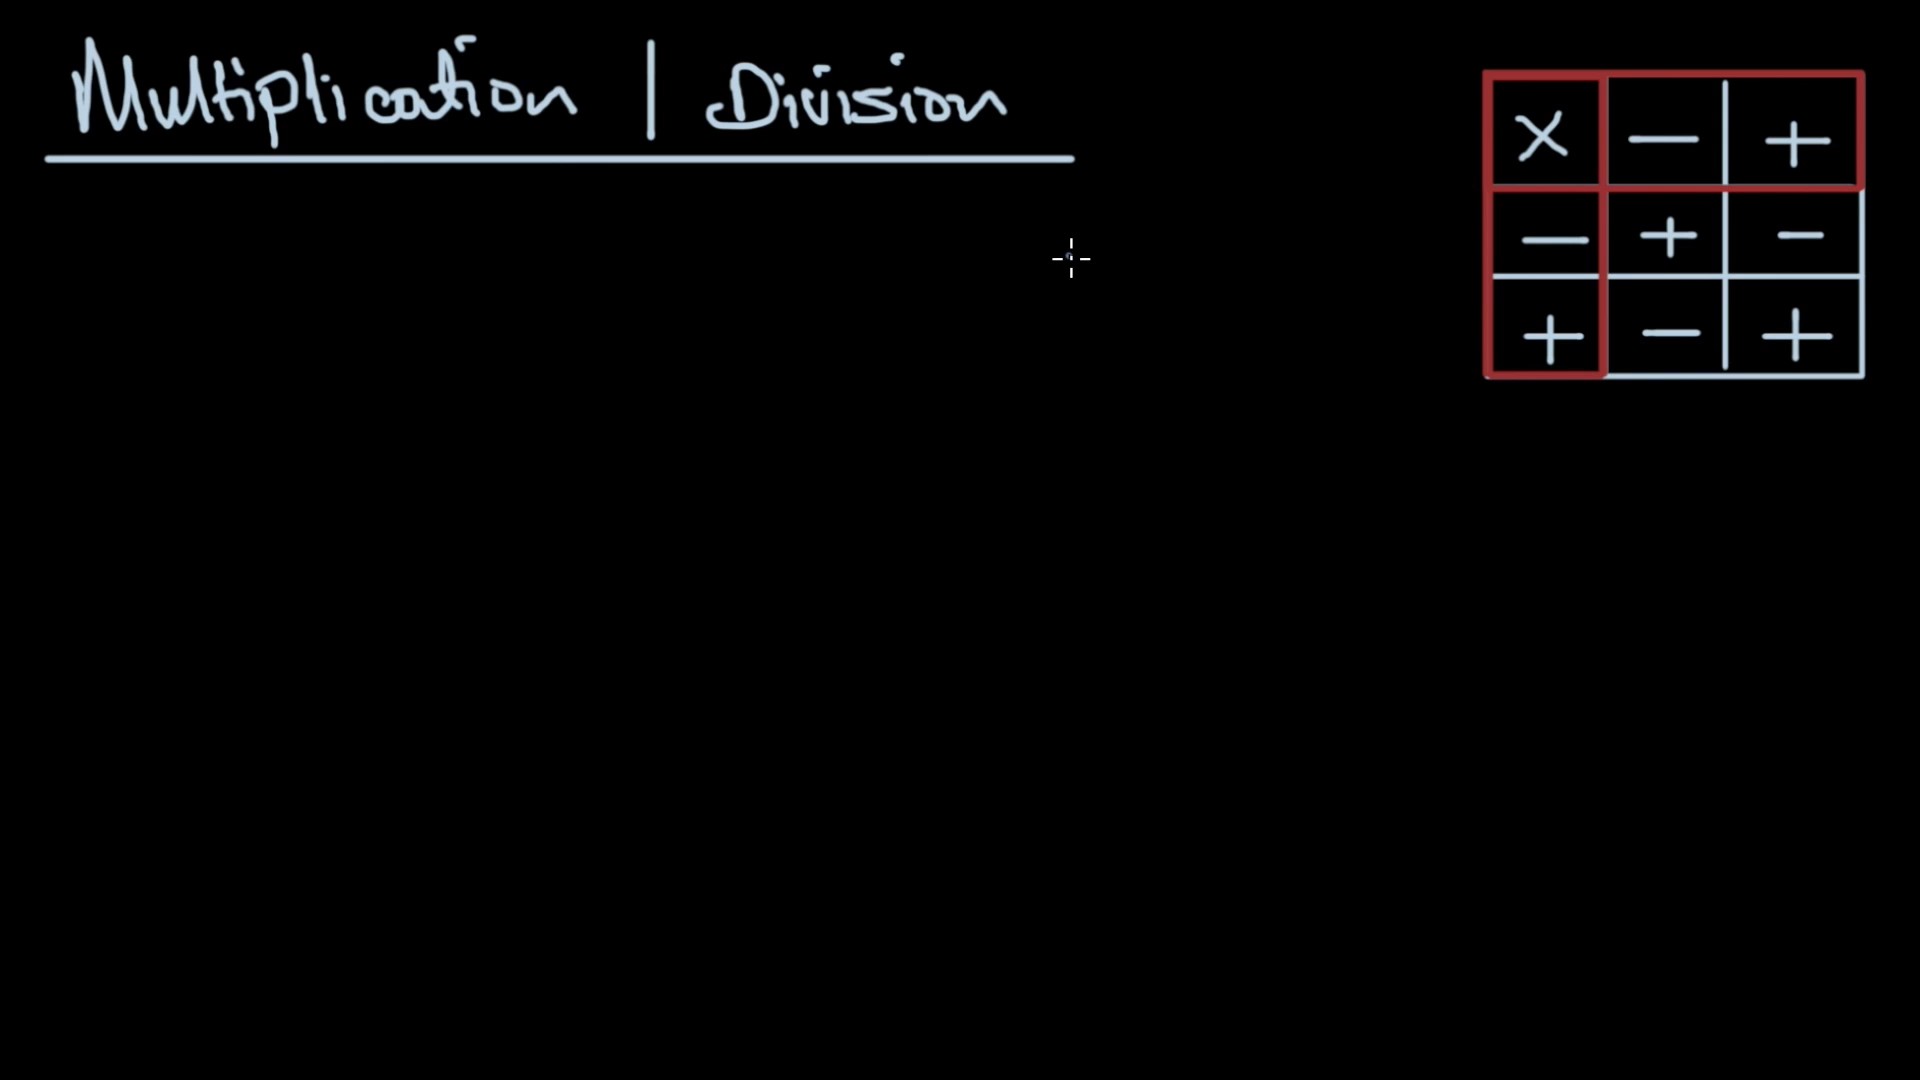 Multiplication | Division
× − +
− + −
+ − +